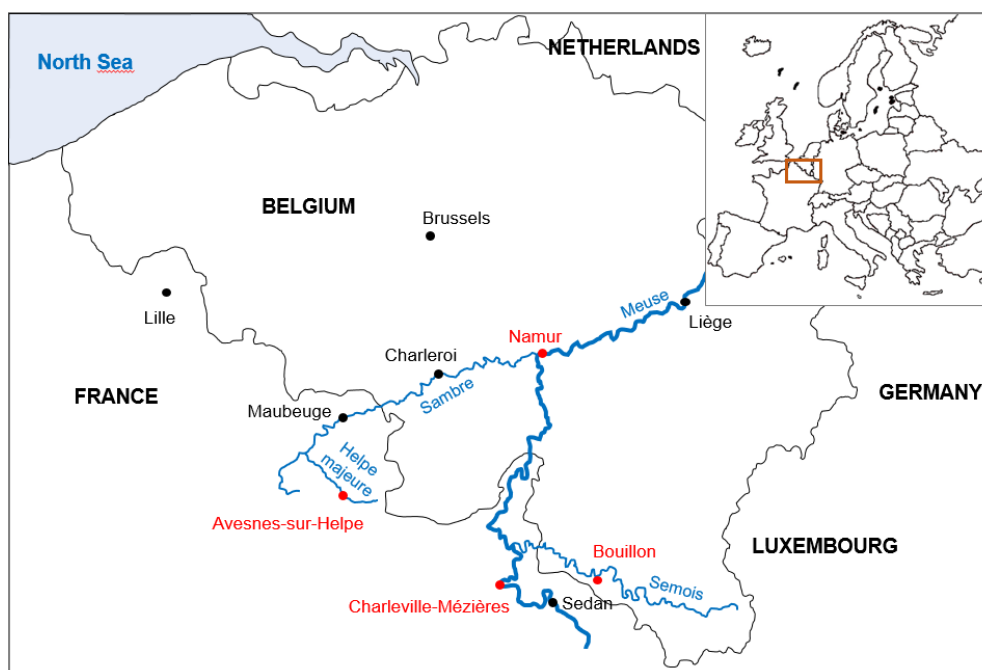 NETHERLANDS
North Sea
BELGIUM
Brussels
Meuse
Lille
Liège
Namur
Charleroi
FRANCE
Sambre
GERMANY
Maubeuge
Helpe
majeure
Avesnes-sur-Helpe
LUXEMBOURG
Bouillon
Semois
Charleville-Mézières
Sedan